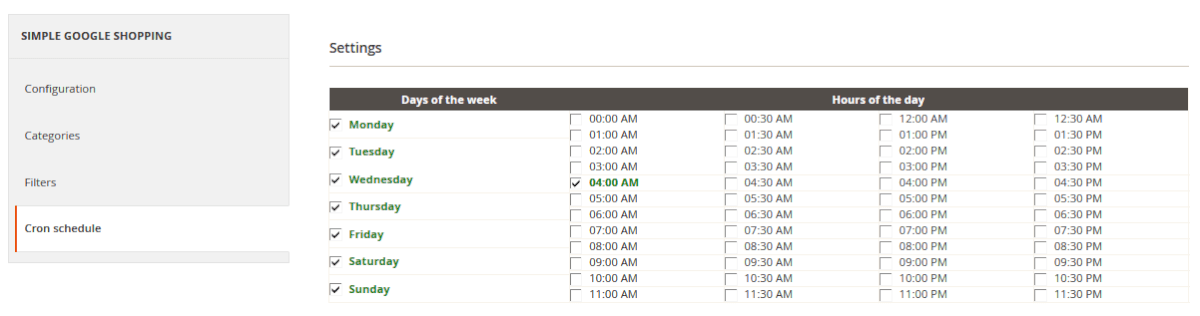 SIMPLE GOOGLE SHOPPING
Configuration
Categories
Filters
Cron schedule
Settings
Days of the week Hours of the day
Monday
Tuesday
Wednesday
Thursday
Friday
Saturday
Sunday
00:00 AM 00:30 AM 12:00 AM 12:30 AM
01:00 AM 01:30 AM 01:00 PM 01:30 PM
02:00 AM 02:30 AM 02:00 PM 02:30 PM
03:00 AM 03:30 AM 03:00 PM 03:30 PM
04:00 AM 04:30 AM 04:00 PM 04:30 PM
05:00 AM 05:30 AM 05:00 PM 05:30 PM
06:00 AM 06:30 AM 06:00 PM 06:30 PM
07:00 AM 07:30 AM 07:00 PM 07:30 PM
08:00 AM 08:30 AM 08:00 PM 08:30 PM
09:00 AM 09:30 AM 09:00 PM 09:30 PM
10:00 AM 10:30 AM 10:00 PM 10:30 PM
11:00 AM 11:30 AM 11:00 PM 11:30 PM